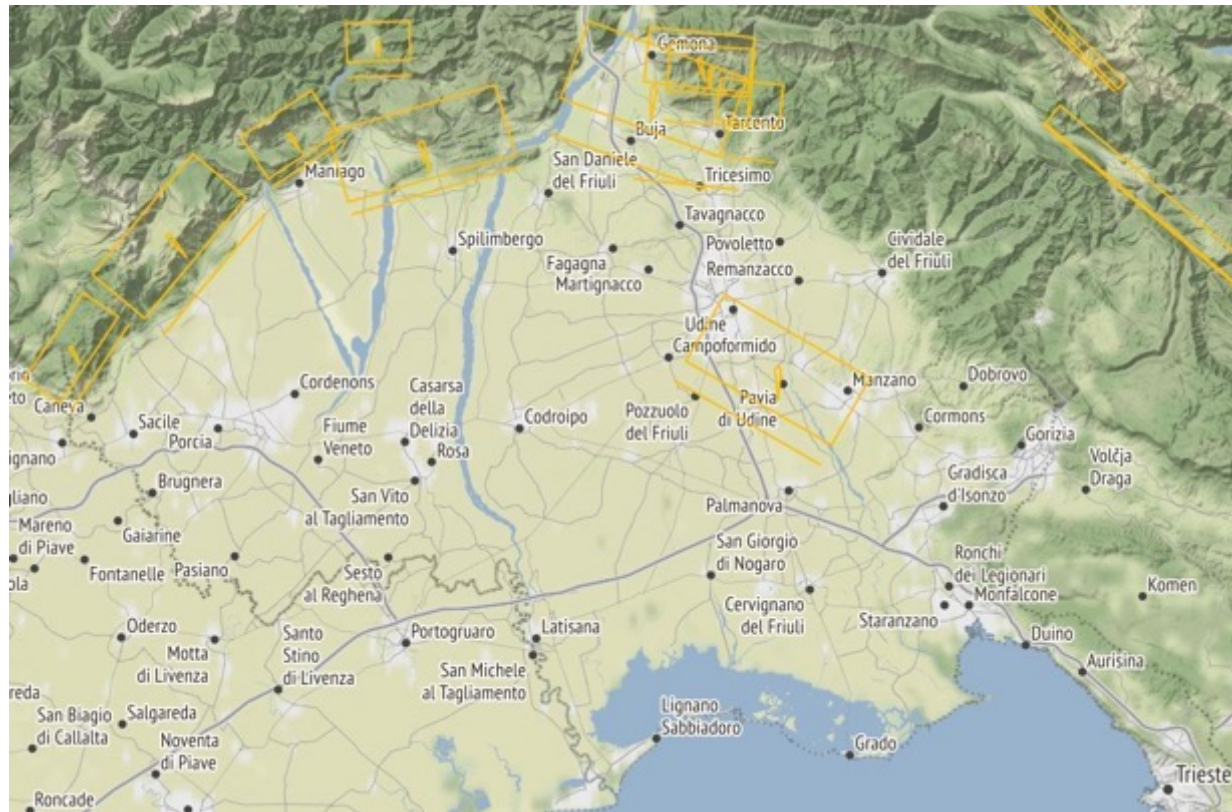 Gemona
Buja
Tarcento
San Daniele
del Friuli
Tricesimo
Maniago
Tavagnacco
Spilimbergo
Povoletto
Cividale
del Friuli
Fagagna
Martignacco
Remanzacco
Udine
Campoformido
Cordenons
Casarsa
della
Delizia
Codroipo
Pozzuolo
del Friuli
Pavia
di Udine
Manzano
Dobrovo
Caneva
Sacile
Porcia
Fiume
Veneto
Rosa
Cormons
Gorizia
ignano
Brugnera
San Vito
al Tagliamento
Palmanova
Gradisca
d'Isonzo
Volčja
Draga
gliano
Mareno
di Piave
Gaiarine
Fontanelle
Pasiano
Sesto
al Reghena
San Giorgio
di Nogaro
Ronchi
dei Legionari
Monfalcone
Komen
ola
Cervignano
del Friuli
Staranzano
Oderzo
Motta
di Livenza
Santo
Stino
di Livenza
Portogruaro
Latisana
Duino
Aurisina
San Michele
al Tagliamento
reda
San Biagio
di Callalta
Salgareda
Noventa
di Piave
Lignano
Sabbiadoro
Grado
Trieste
Roncade